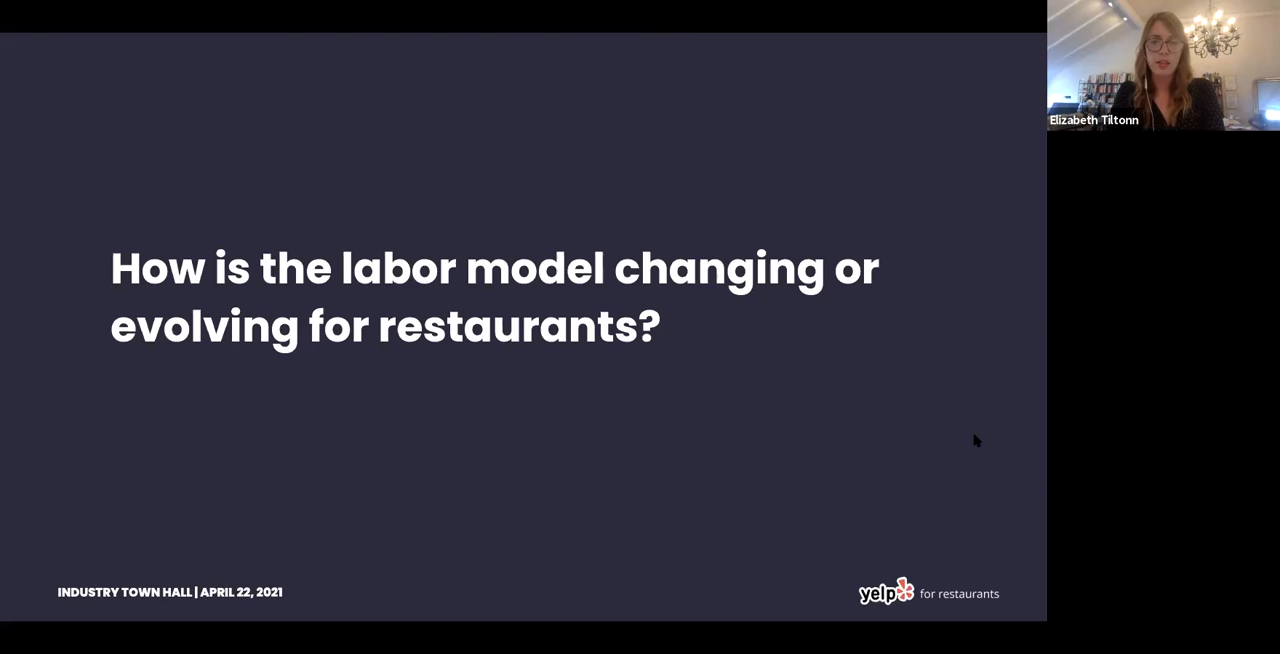 How is the labor model changing or
evolving for restaurants?
INDUSTRY TOWN HALL | APRIL 22, 2021
yelp for restaurants
Elizabeth Tiltonn